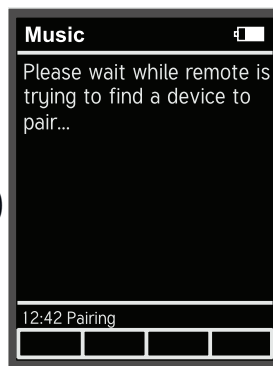 Music
Please wait while remote is
trying to find a device to
pair...
12:42 Pairing